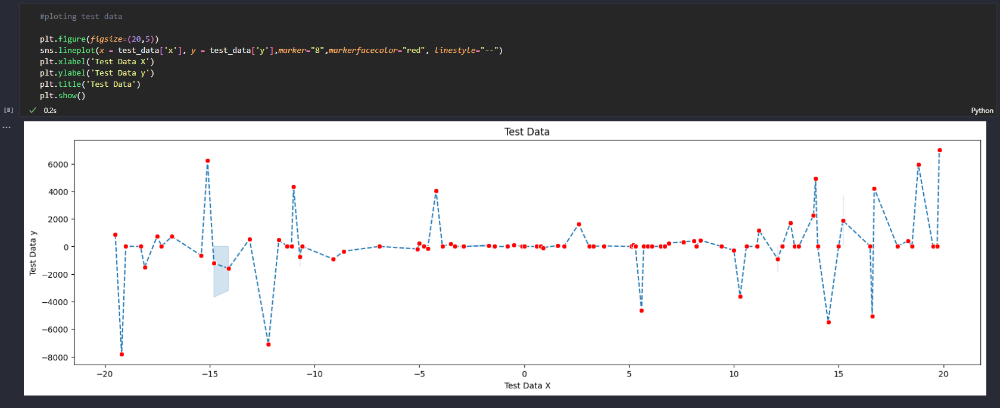 #ploting test data
plt.figure(figsize=(20,5))
sns.lineplot(x = test_data['x'], y = test_data['y'],marker="8",markerfacecolor="red", linestyle="--")
plt.xlabel('Test Data X')
plt.ylabel('Test Data y')
plt.title('Test Data')
plt.show()
[8] 0.2s Python
...
Test Data
6000
4000
2000
0
−2000
−4000
−6000
−8000
Test Data y
−20 −15 −10 −5 0 5 10 15 20
Test Data X